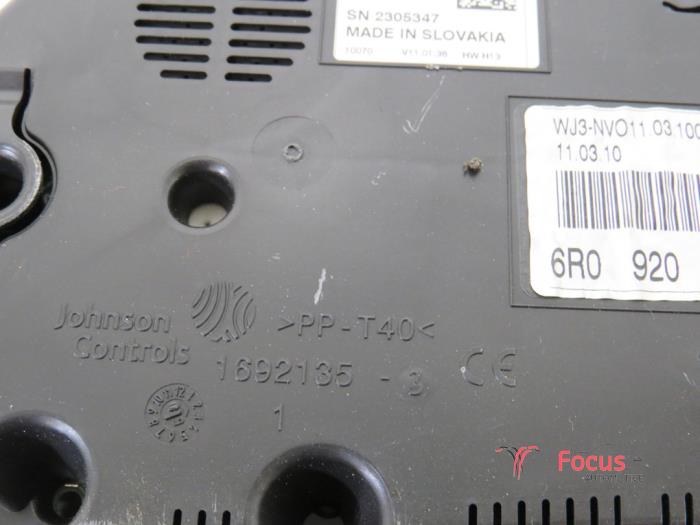 SN 2305347
MADE IN SLOVAKIA
10070 V11.01.36 HW H13
WJ3-NVO11.03.100
11.03.10
6R0 920
Johnson
Controls
>PP-T40<
1692135 - 3 CE
1
Focus
AUTOMOTIVE